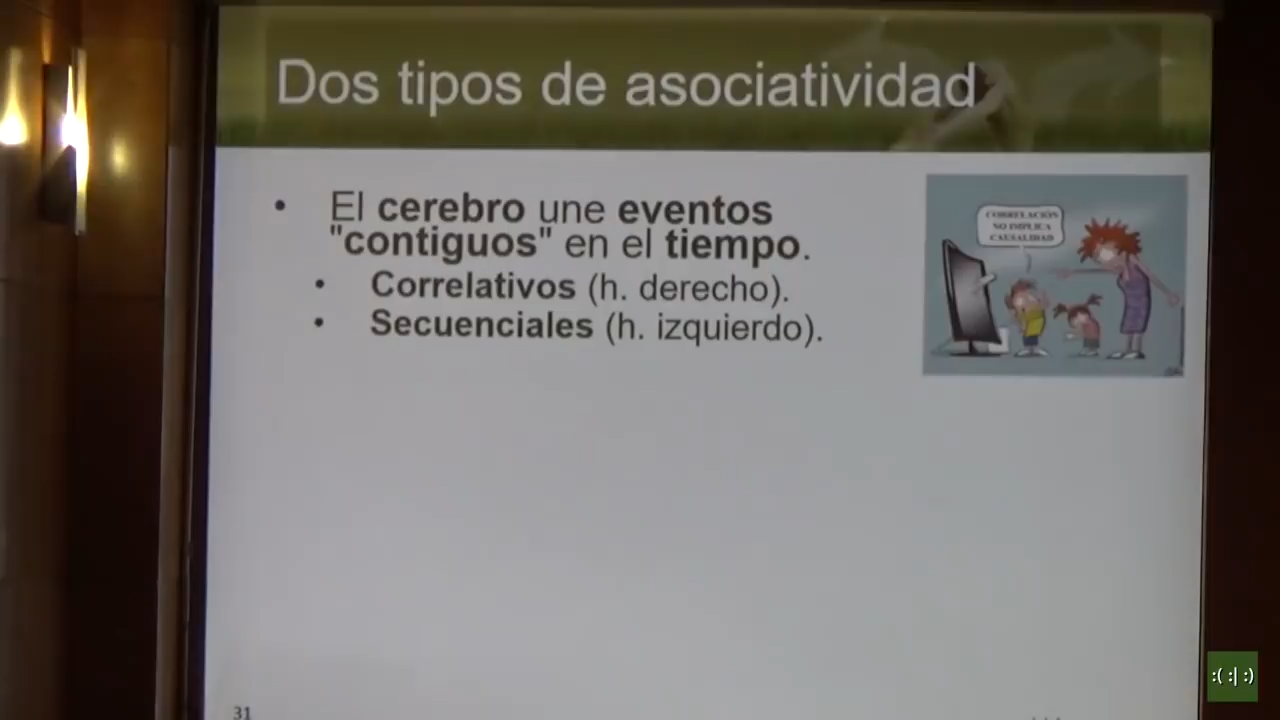 Dos tipos de asociatividad
• El cerebro une eventos
"contiguos" en el tiempo.
• Correlativos (h. derecho).
• Secuenciales (h. izquierdo).
CORRELACIÓN
NO IMPLICA
CAUSALIDAD
31
:( :| :)